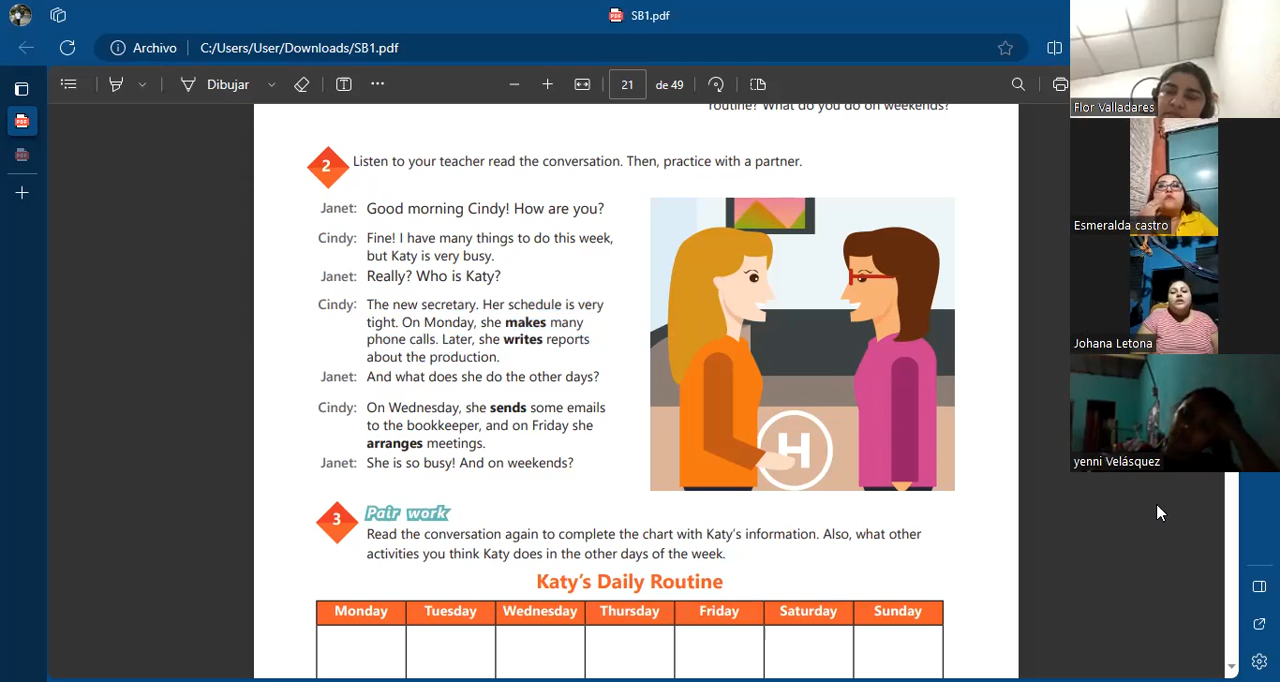 SB1.pdf
Archivo C:/Users/User/Downloads/SB1.pdf
Dibujar
21 de 49
routine? What do you do on weekends?
2 Listen to your teacher read the conversation. Then, practice with a partner.
Janet: Good morning Cindy! How are you?
Cindy: Fine! I have many things to do this week,
but Katy is very busy.
Janet: Really? Who is Katy?
Cindy: The new secretary. Her schedule is very
tight. On Monday, she makes many
phone calls. Later, she writes reports
about the production.
Janet: And what does she do the other days?
Cindy: On Wednesday, she sends some emails
to the bookkeeper, and on Friday she
arranges meetings.
Janet: She is so busy! And on weekends?
H
3 Pair work
Read the conversation again to complete the chart with Katy's information. Also, what other
activities you think Katy does in the other days of the week.
Katy's Daily Routine
Monday Tuesday Wednesday Thursday Friday Saturday Sunday
Flor Valladares
Esmeralda castro
Johana Letona
yenni Velásquez